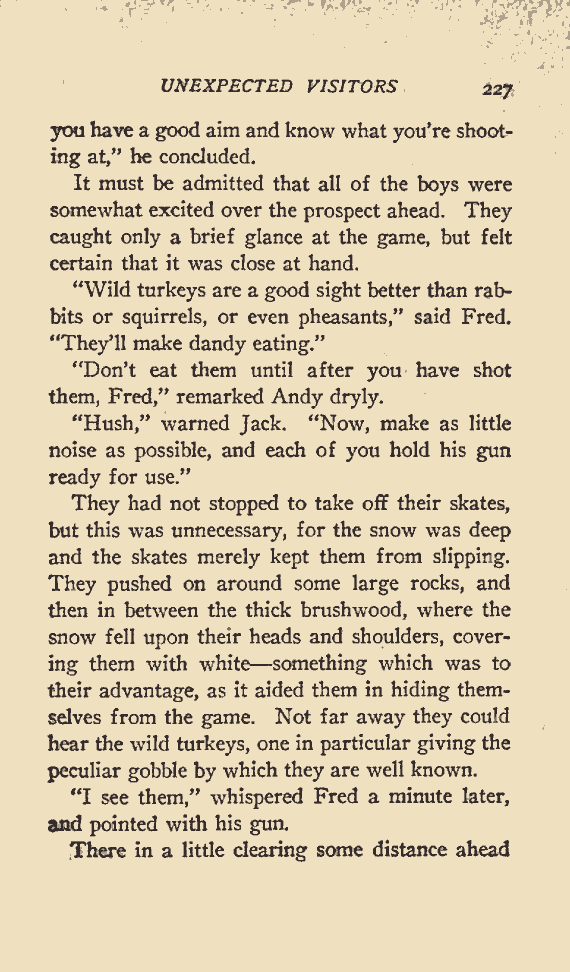 UNEXPECTED VISITORS 227
you have a good aim and know what you're shoot-
ing at," he concluded.
It must be admitted that all of the boys were
somewhat excited over the prospect ahead. They
caught only a brief glance at the game, but felt
certain that it was close at hand.
"Wild turkeys are a good sight better than rab-
bits or squirrels, or even pheasants," said Fred.
"They'll make dandy eating."
"Don't eat them until after you have shot
them, Fred," remarked Andy dryly.
"Hush," warned Jack. "Now, make as little
noise as possible, and each of you hold his gun
ready for use."
They had not stopped to take off their skates,
but this was unnecessary, for the snow was deep
and the skates merely kept them from slipping.
They pushed on around some large rocks, and
then in between the thick brushwood, where the
snow fell upon their heads and shoulders, cover-
ing them with white—something which was to
their advantage, as it aided them in hiding them-
selves from the game. Not far away they could
hear the wild turkeys, one in particular giving the
peculiar gobble by which they are well known.
"I see them," whispered Fred a minute later,
and pointed with his gun.
There in a little clearing some distance ahead